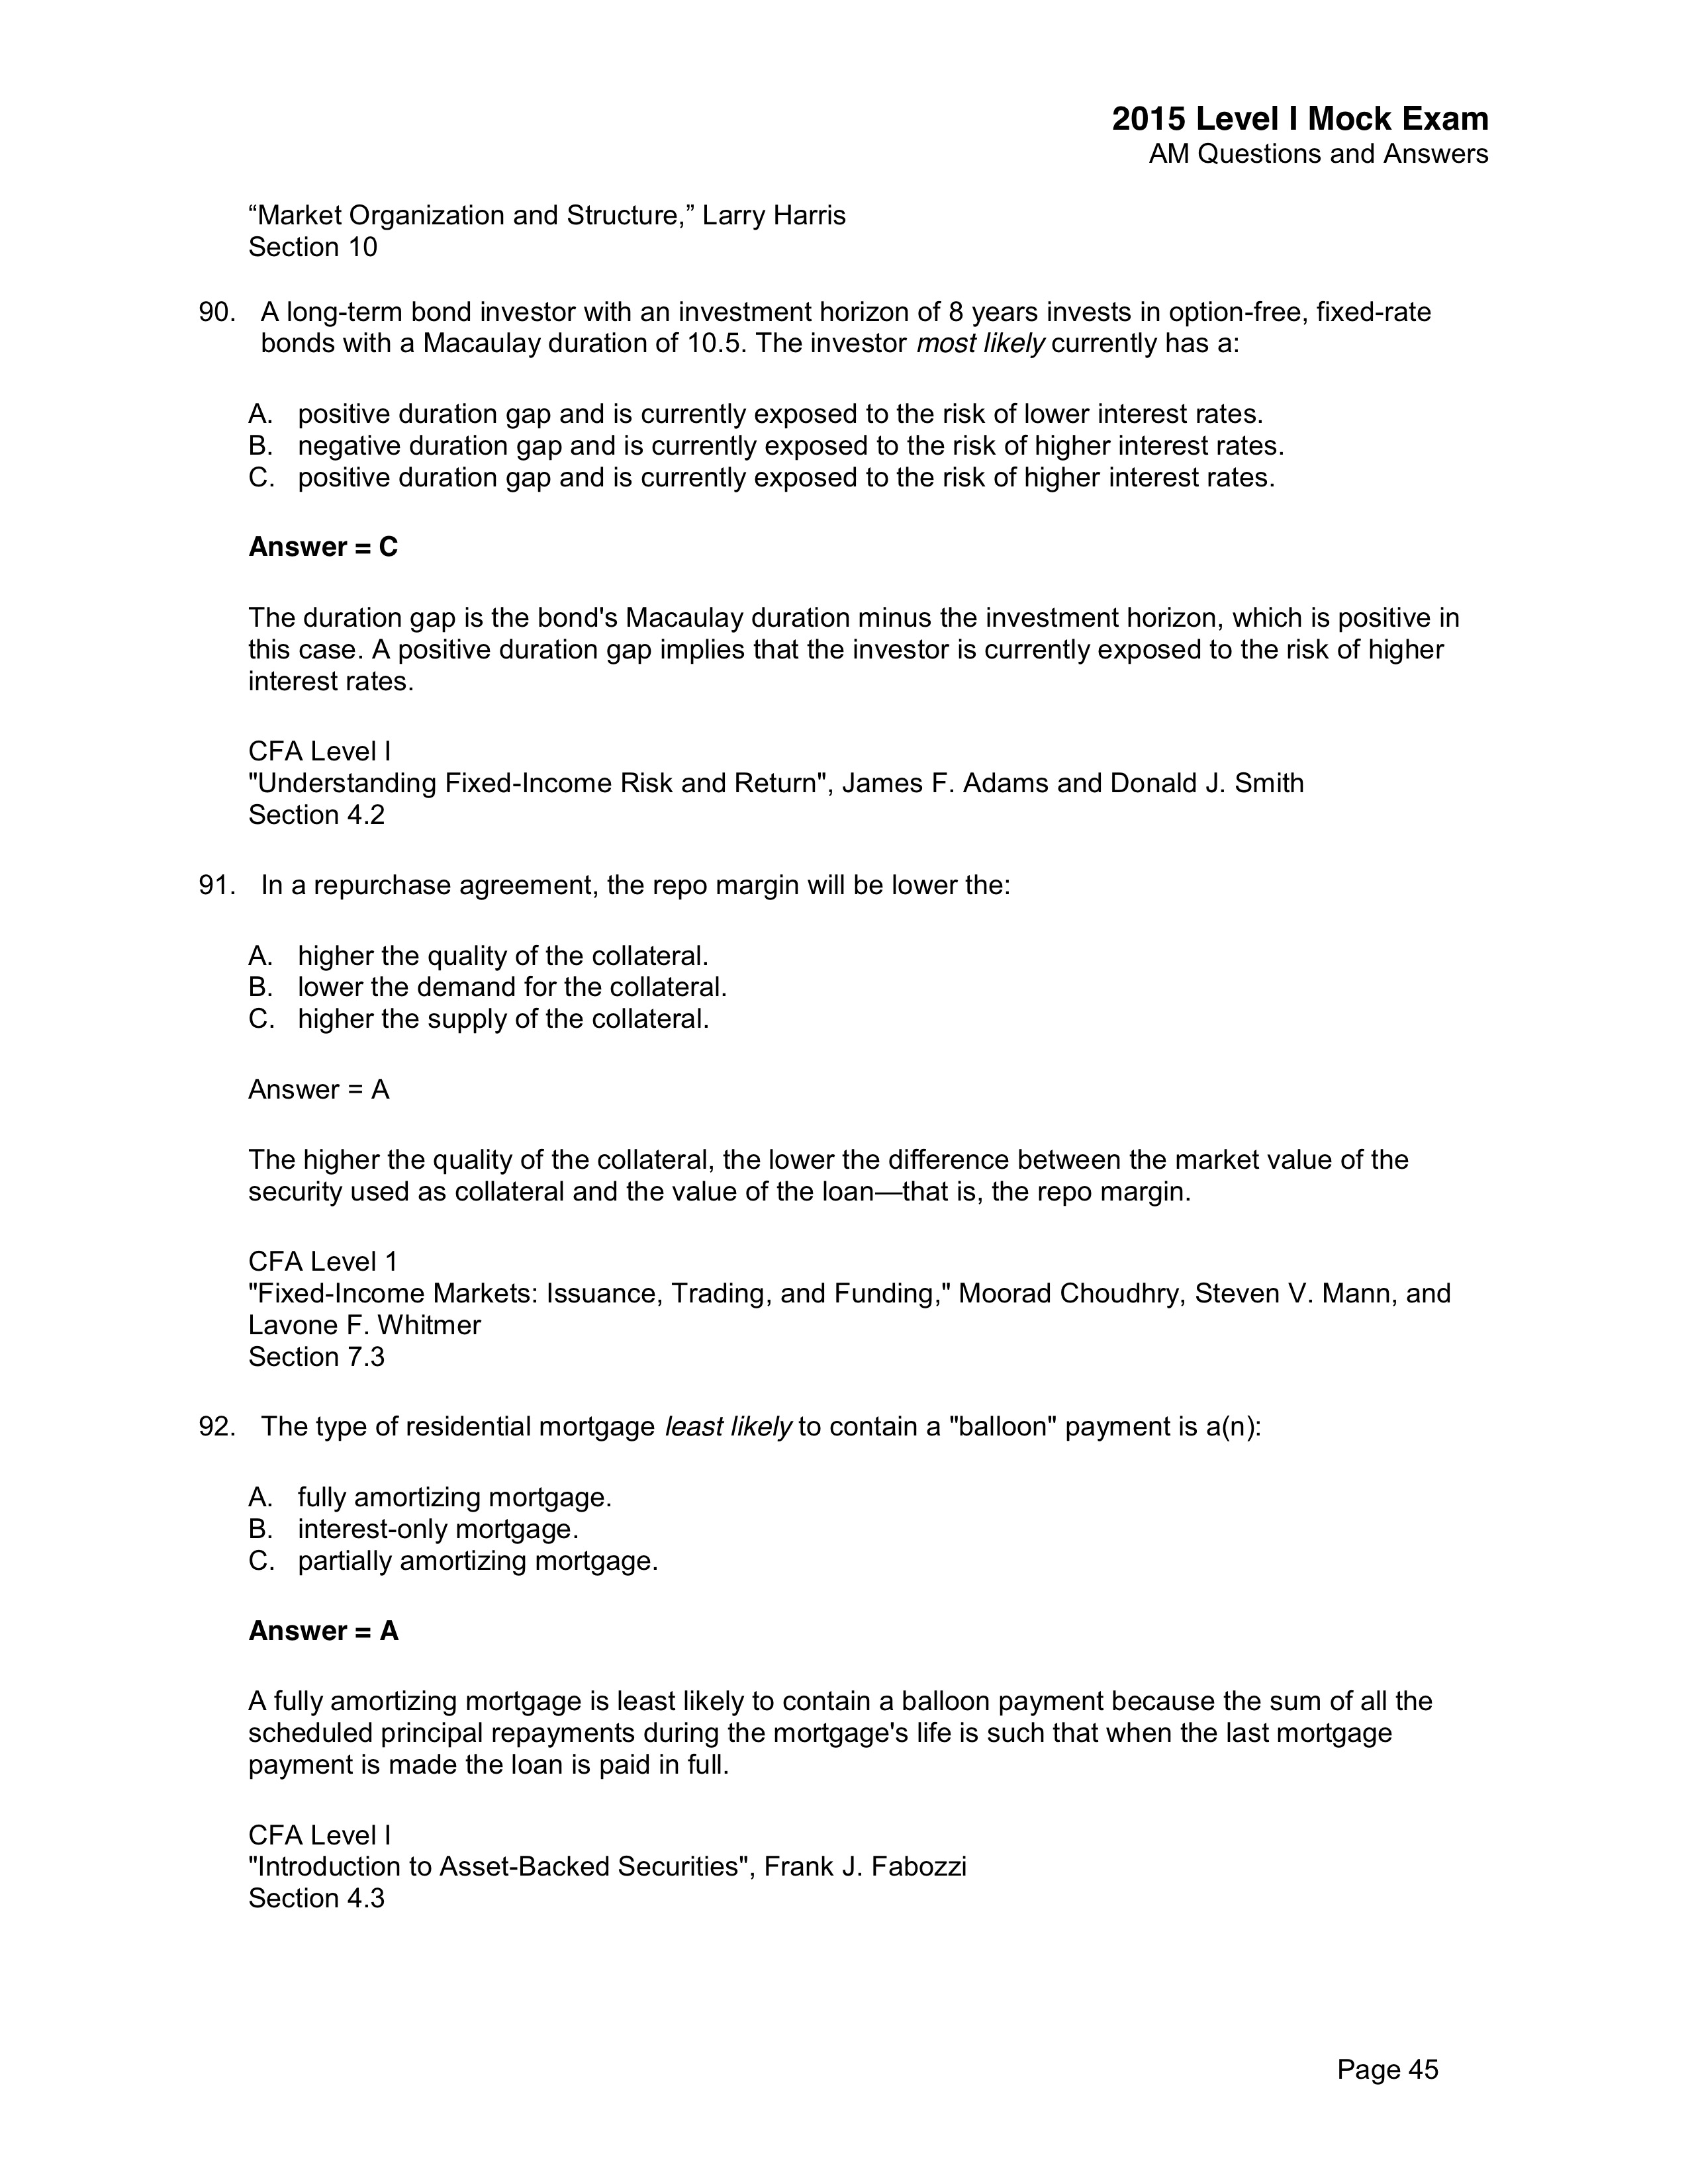 2015 Level I Mock Exam
AM Questions and Answers
“Market Organization and Structure,” Larry Harris
Section 10
90. A long-term bond investor with an investment horizon of 8 years invests in option-free, fixed-rate
bonds with a Macaulay duration of 10.5. The investor most likely currently has a:
A. positive duration gap and is currently exposed to the risk of lower interest rates.
B. negative duration gap and is currently exposed to the risk of higher interest rates.
C. positive duration gap and is currently exposed to the risk of higher interest rates.
Answer = C
The duration gap is the bond's Macaulay duration minus the investment horizon, which is positive in
this case. A positive duration gap implies that the investor is currently exposed to the risk of higher
interest rates.
CFA Level I
"Understanding Fixed-Income Risk and Return", James F. Adams and Donald J. Smith
Section 4.2
91. In a repurchase agreement, the repo margin will be lower the:
A. higher the quality of the collateral.
B. lower the demand for the collateral.
C. higher the supply of the collateral.
Answer = A
The higher the quality of the collateral, the lower the difference between the market value of the
security used as collateral and the value of the loan—that is, the repo margin.
CFA Level 1
"Fixed-Income Markets: Issuance, Trading, and Funding," Moorad Choudhry, Steven V. Mann, and
Lavone F. Whitmer
Section 7.3
92. The type of residential mortgage least likely to contain a "balloon" payment is a(n):
A. fully amortizing mortgage.
B. interest-only mortgage.
C. partially amortizing mortgage.
Answer = A
A fully amortizing mortgage is least likely to contain a balloon payment because the sum of all the
scheduled principal repayments during the mortgage's life is such that when the last mortgage
payment is made the loan is paid in full.
CFA Level I
"Introduction to Asset-Backed Securities", Frank J. Fabozzi
Section 4.3
Page 45